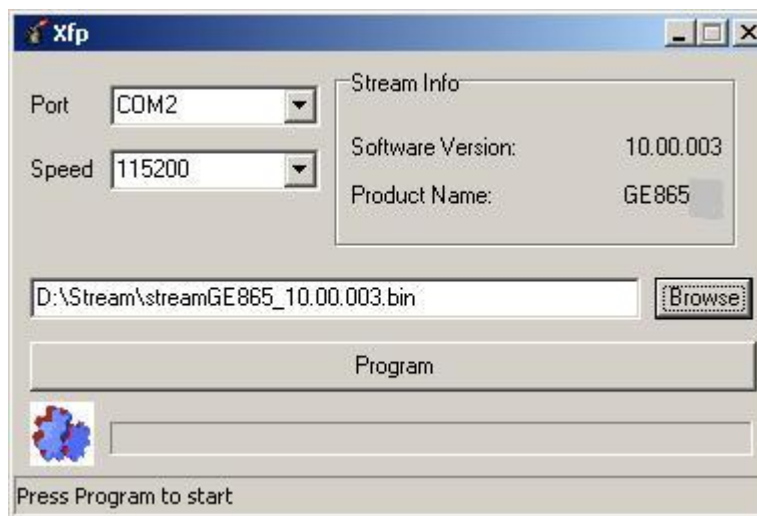 Xfp
Port COM2
Speed 115200
Stream Info
Software Version: 10.00.003
Product Name: GE865
D:\Stream\streamGE865_10.00.003.bin Browse
Program
Press Program to start